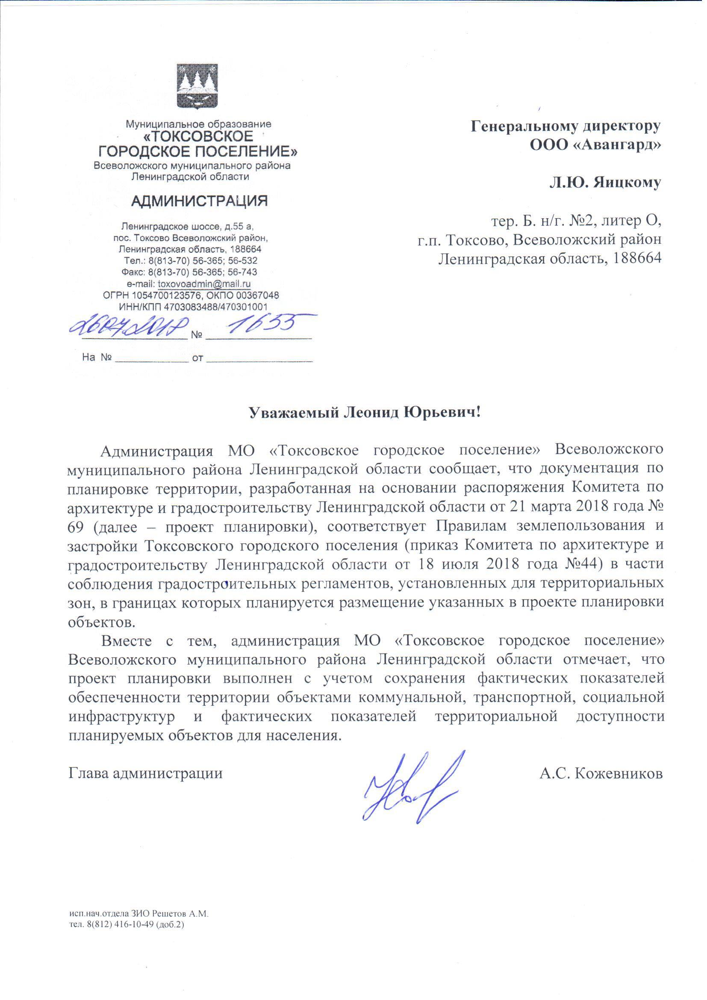 Муниципальное образование
«ТОКСОВСКОЕ
ГОРОДСКОЕ ПОСЕЛЕНИЕ»
Всеволожского муниципального района
Ленинградской области
АДМИНИСТРАЦИЯ
Ленинградское шоссе, д.55 а,
пос. Токсово Всеволожский район,
Ленинградская область, 188664
Тел.: 8(813-70) 56-365; 56-532
Факс: 8(813-70) 56-365; 56-743
e-mail: toxovoadmin@mail.ru
ОГРН 1054700123576, ОКПО 00367048
ИНН/КПП 4703083488/470301001
26072018 № 1655
На № ____________ от ____________
Генеральному директору
ООО «Авангард»
Л.Ю. Яицкому
тер. Б. н/г. №2, литер О,
г.п. Токсово, Всеволожский район
Ленинградская область, 188664
Уважаемый Леонид Юрьевич!
Администрация МО «Токсовское городское поселение» Всеволожского
муниципального района Ленинградской области сообщает, что документация по
планировке территории, разработанная на основании распоряжения Комитета по
архитектуре и градостроительству Ленинградской области от 21 марта 2018 года №
69 (далее – проект планировки), соответствует Правилам землепользования и
застройки Токсовского городского поселения (приказ Комитета по архитектуре и
градостроительству Ленинградской области от 18 июля 2018 года №44) в части
соблюдения градостроительных регламентов, установленных для территориальных
зон, в границах которых планируется размещение указанных в проекте планировки
объектов.
Вместе с тем, администрация МО «Токсовское городское поселение»
Всеволожского муниципального района Ленинградской области отмечает, что
проект планировки выполнен с учетом сохранения фактических показателей
обеспеченности территории объектами коммунальной, транспортной, социальной
инфраструктур и фактических показателей территориальной доступности
планируемых объектов для населения.
Глава администрации А.С. Кожевников
исп.нач.отдела ЗИО Решетов А.М.
тел. 8(812) 416-10-49 (доб.2)